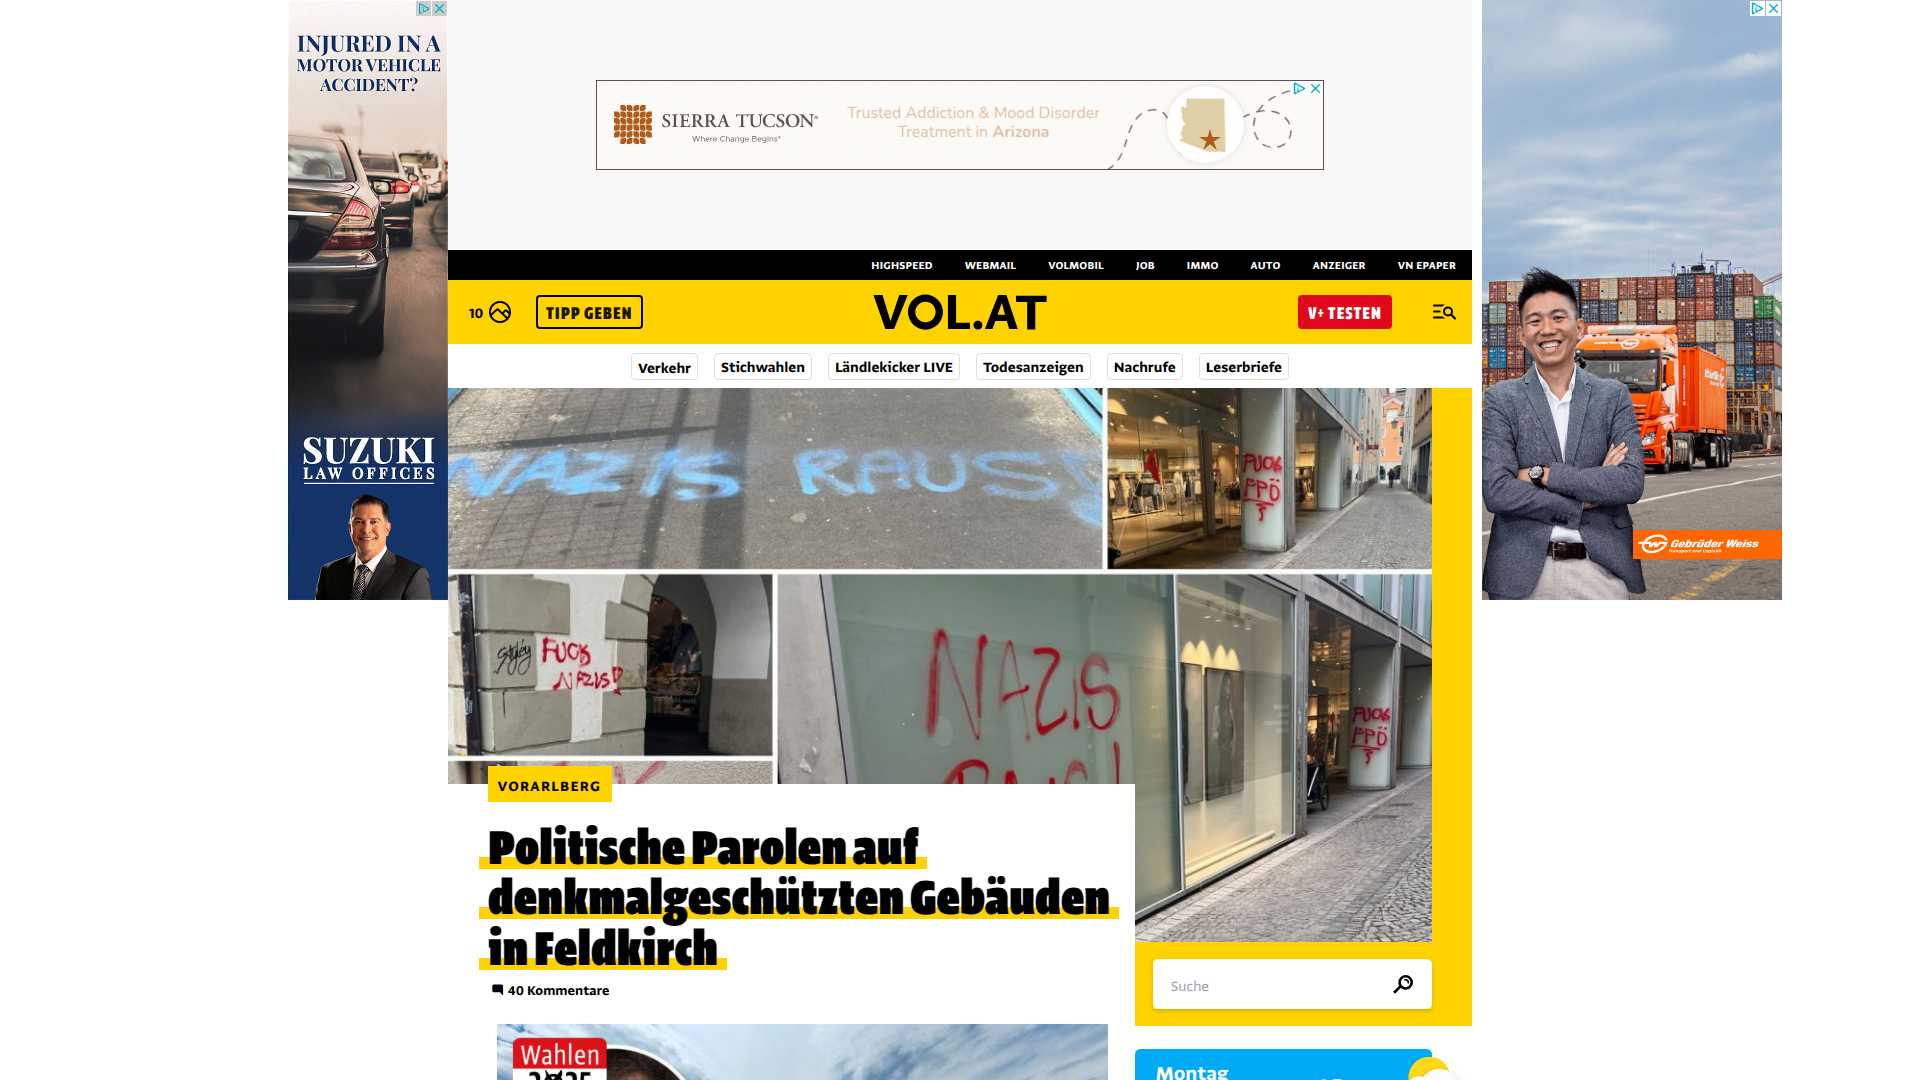 INJURED IN A
MOTOR VEHICLE
ACCIDENT?
SUZUKI
LAW OFFICES
SIERRA TUCSON®
Where Change Begins®
Trusted Addiction & Mood Disorder
Treatment in Arizona
HIGHSPEED WEBMAIL VOLMOBIL JOB IMMO AUTO ANZEIGER VN EPAPER
10 TIPP GEBEN VOL.AT V+ TESTEN
Verkehr Stichwahlen Ländlekicker LIVE Todesanzeigen Nachrufe Leserbriefe
NAZIS RAUS!
FUCK
FPÖ
FUCK
NAZIS!
NAZIS
RAUS!
FUCK
FPÖ
Gebrüder Weiss
Transport und Logistik
VORARLBERG
Politische Parolen auf
denkmalgeschützten Gebäuden
in Feldkirch
40 Kommentare
Suche
Wahlen
2025
Montag